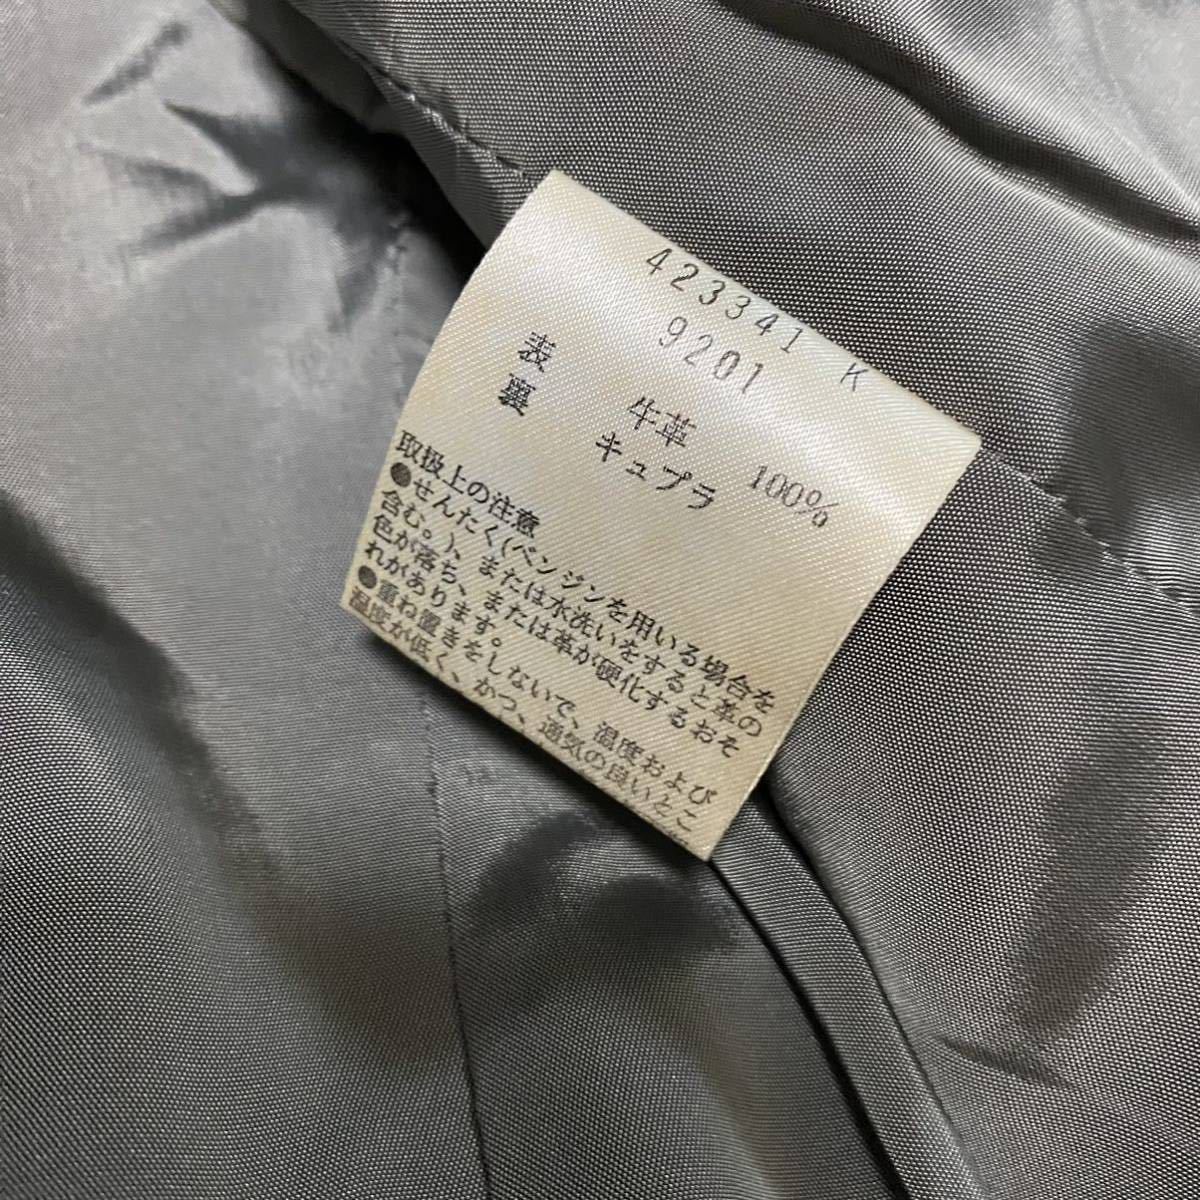 423341 K
9201
表 牛革
裏 キュプラ 100%
取扱上の注意
●せんたく(ベンジンを用いる場合を
含む。)、または水洗いをすると革の
色が落ち、または革が硬化するおそ
れがあります。
●重ね置きをしないで、温度および
湿度が低く、かつ、通気の良いとこ